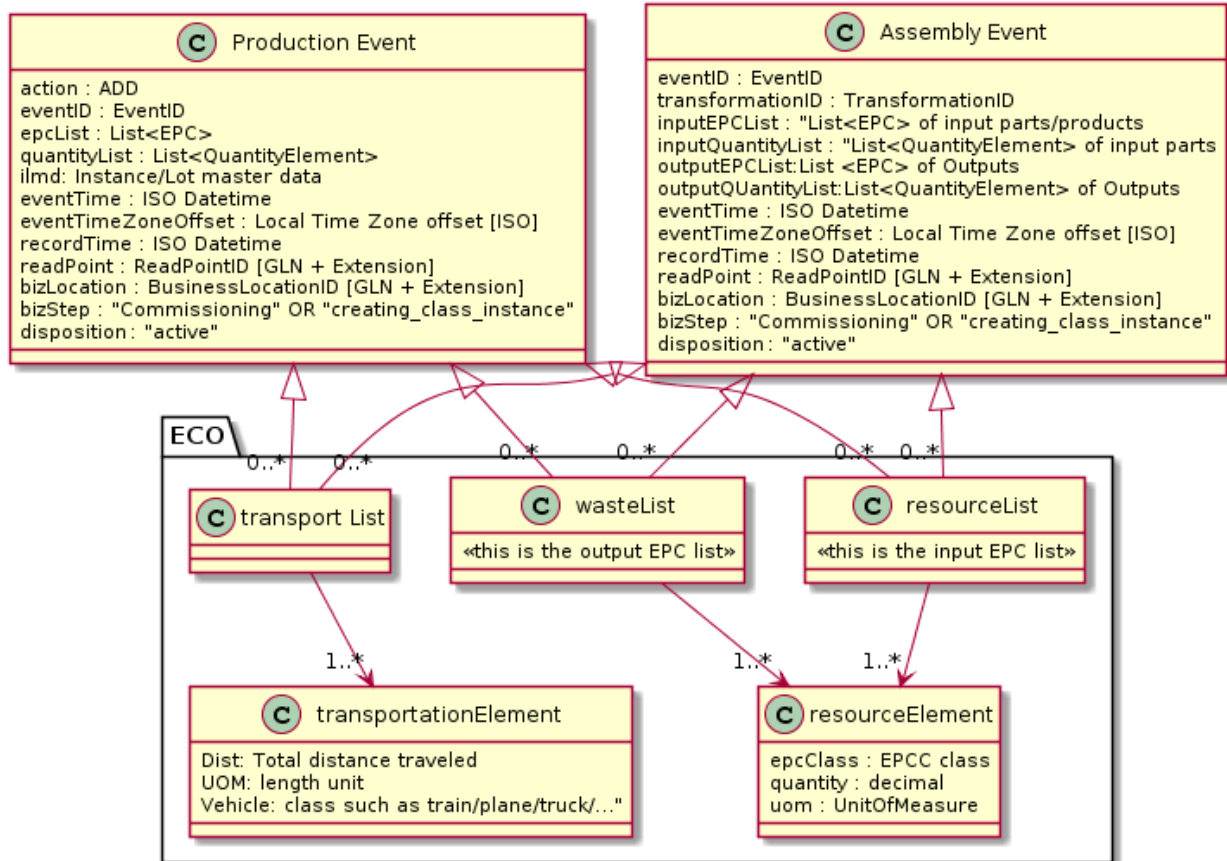 C Production Event
action : ADD
eventID : EventID
epcList : List<EPC>
quantityList : List<QuantityElement>
ilmd: Instance/Lot master data
eventTime : ISO Datetime
eventTimeZoneOffset : Local Time Zone offset [ISO]
recordTime : ISO Datetime
readPoint : ReadPointID [GLN + Extension]
bizLocation : BusinessLocationID [GLN + Extension]
bizStep : "Commissioning" OR "creating_class_instance"
disposition : "active"
C Assembly Event
eventID : EventID
transformationID : TransformationID
inputEPCList : "List<EPC> of input parts/products
inputQuantityList : "List<QuantityElement> of input parts
outputEPCList:List <EPC> of Outputs
outputQUantityList:List<QuantityElement> of Outputs
eventTime : ISO Datetime
eventTimeZoneOffset : Local Time Zone offset [ISO]
recordTime : ISO Datetime
readPoint : ReadPointID [GLN + Extension]
bizLocation : BusinessLocationID [GLN + Extension]
bizStep : "Commissioning" OR "creating_class_instance"
disposition : "active"
ECO
0..* 0..* 0..* 0..* 0..* 0..*
C transport List
C wasteList
«this is the output EPC list»
C resourceList
«this is the input EPC list»
1..* 1..* 1..*
C transportationElement
Dist: Total distance traveled
UOM: length unit
Vehicle: class such as train/plane/truck/..."
C resourceElement
epcClass : EPCC class
quantity : decimal
uom : UnitOfMeasure